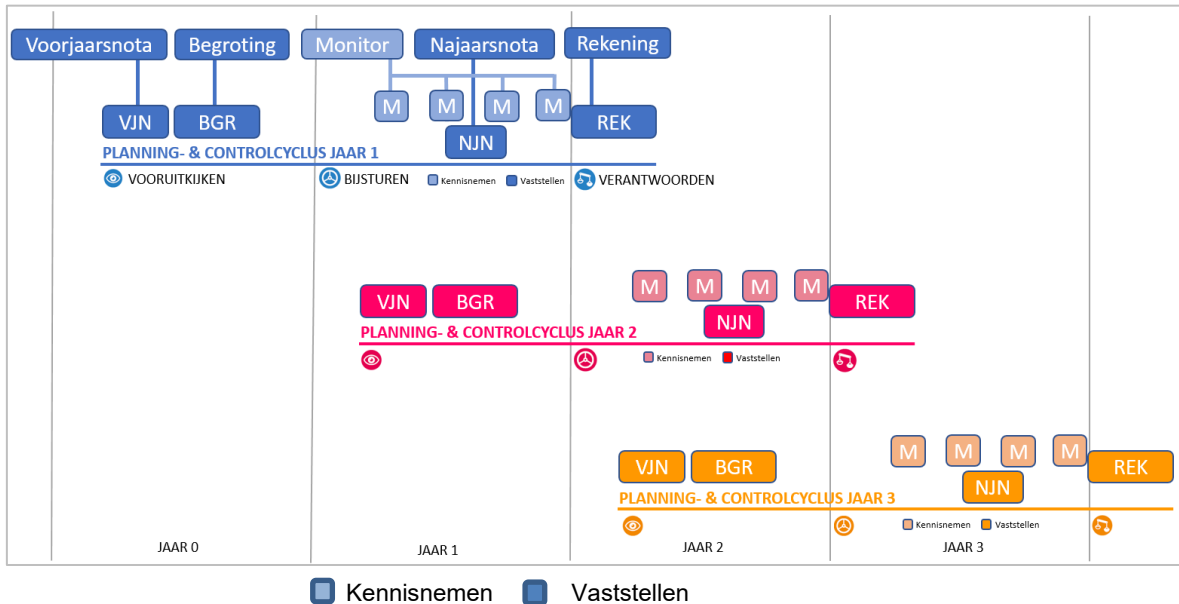 Voorjaarsnota Begroting Monitor Najaarsnota Rekening
M M M M
VJN BGR NJN REK
PLANNING- & CONTROLCYCLUS JAAR 1
VOORUITKIJKEN BIJSTUREN Kennisnemen Vaststellen VERANTWOORDEN
M M M M
VJN BGR NJN REK
PLANNING- & CONTROLCYCLUS JAAR 2
Kennisnemen Vaststellen
M M M M
VJN BGR NJN REK
PLANNING- & CONTROLCYCLUS JAAR 3
Kennisnemen Vaststellen
JAAR 0 JAAR 1 JAAR 2 JAAR 3
Kennisnemen Vaststellen